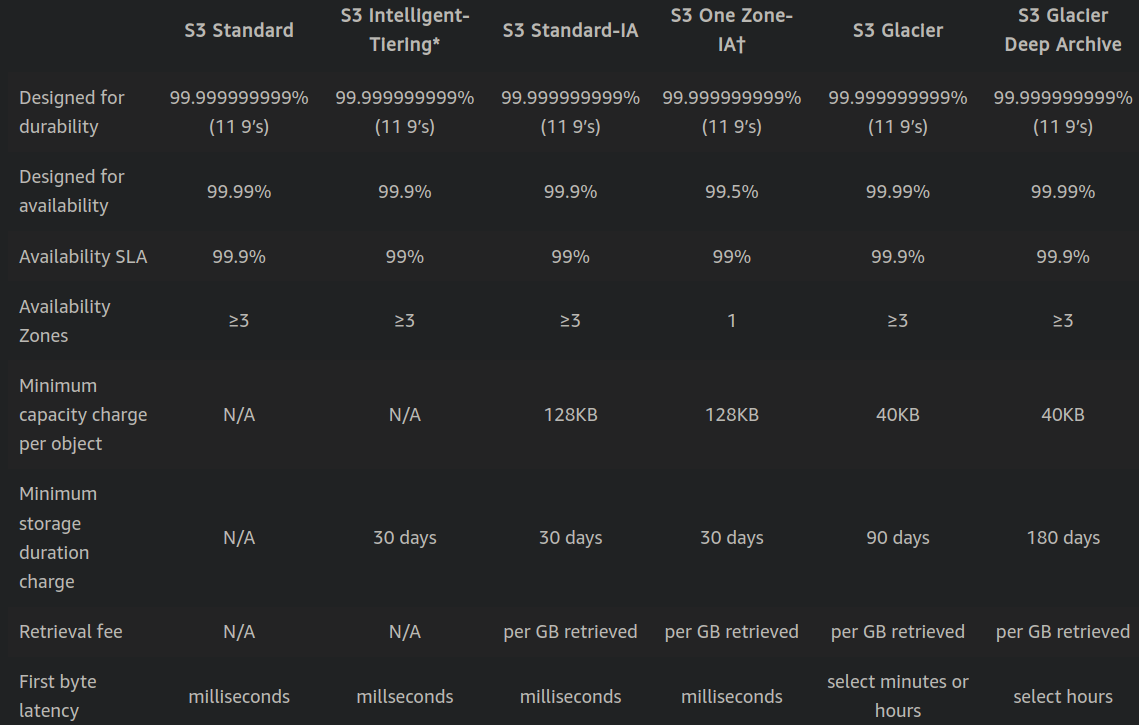 S3 Standard
S3 Intelligent-
Tiering*
S3 Standard-IA
S3 One Zone-
IA†
S3 Glacier
S3 Glacier
Deep Archive
Designed for
durability
99.999999999%
(11 9’s)
99.999999999%
(11 9’s)
99.999999999%
(11 9’s)
99.999999999%
(11 9’s)
99.999999999%
(11 9’s)
99.999999999%
(11 9’s)
Designed for
availability
99.99%
99.9%
99.9%
99.5%
99.99%
99.99%
Availability SLA
99.9%
99%
99%
99%
99.9%
99.9%
Availability
Zones
≥3
≥3
≥3
1
≥3
≥3
Minimum
capacity charge
per object
N/A
N/A
128KB
128KB
40KB
40KB
Minimum
storage
duration
charge
N/A
30 days
30 days
30 days
90 days
180 days
Retrieval fee
N/A
N/A
per GB retrieved
per GB retrieved
per GB retrieved
per GB retrieved
First byte
latency
milliseconds
millseconds
milliseconds
milliseconds
select minutes or
hours
select hours